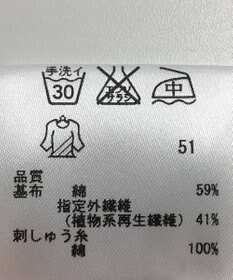 手洗イ
30 エンソサラシ 中
51
品質
基布 綿 59%
指定外繊維
(植物系再生繊維) 41%
刺しゅう糸
綿 100%